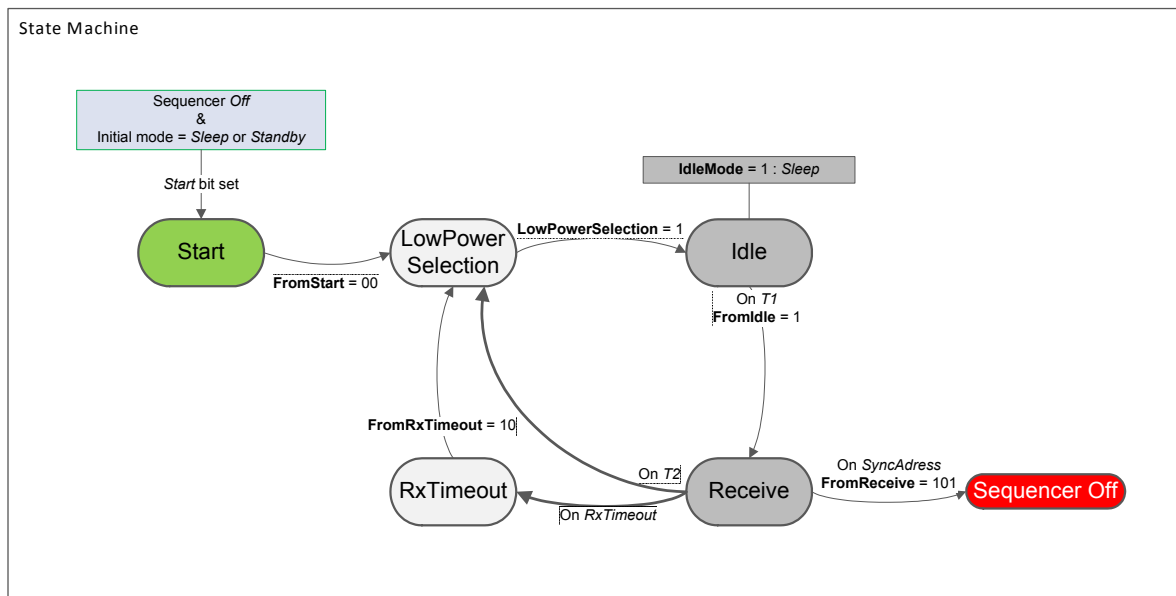 State Machine
Sequencer Off
&
Initial mode = Sleep or Standby
Start bit set
IdleMode = 1 : Sleep
Start
LowPower
Selection
LowPowerSelection = 1
Idle
FromStart = 00
On T1
FromIdle = 1
FromRxTimeout = 10
On T2
On SyncAdress
FromReceive = 101
RxTimeout
Receive
Sequencer Off
On RxTimeout